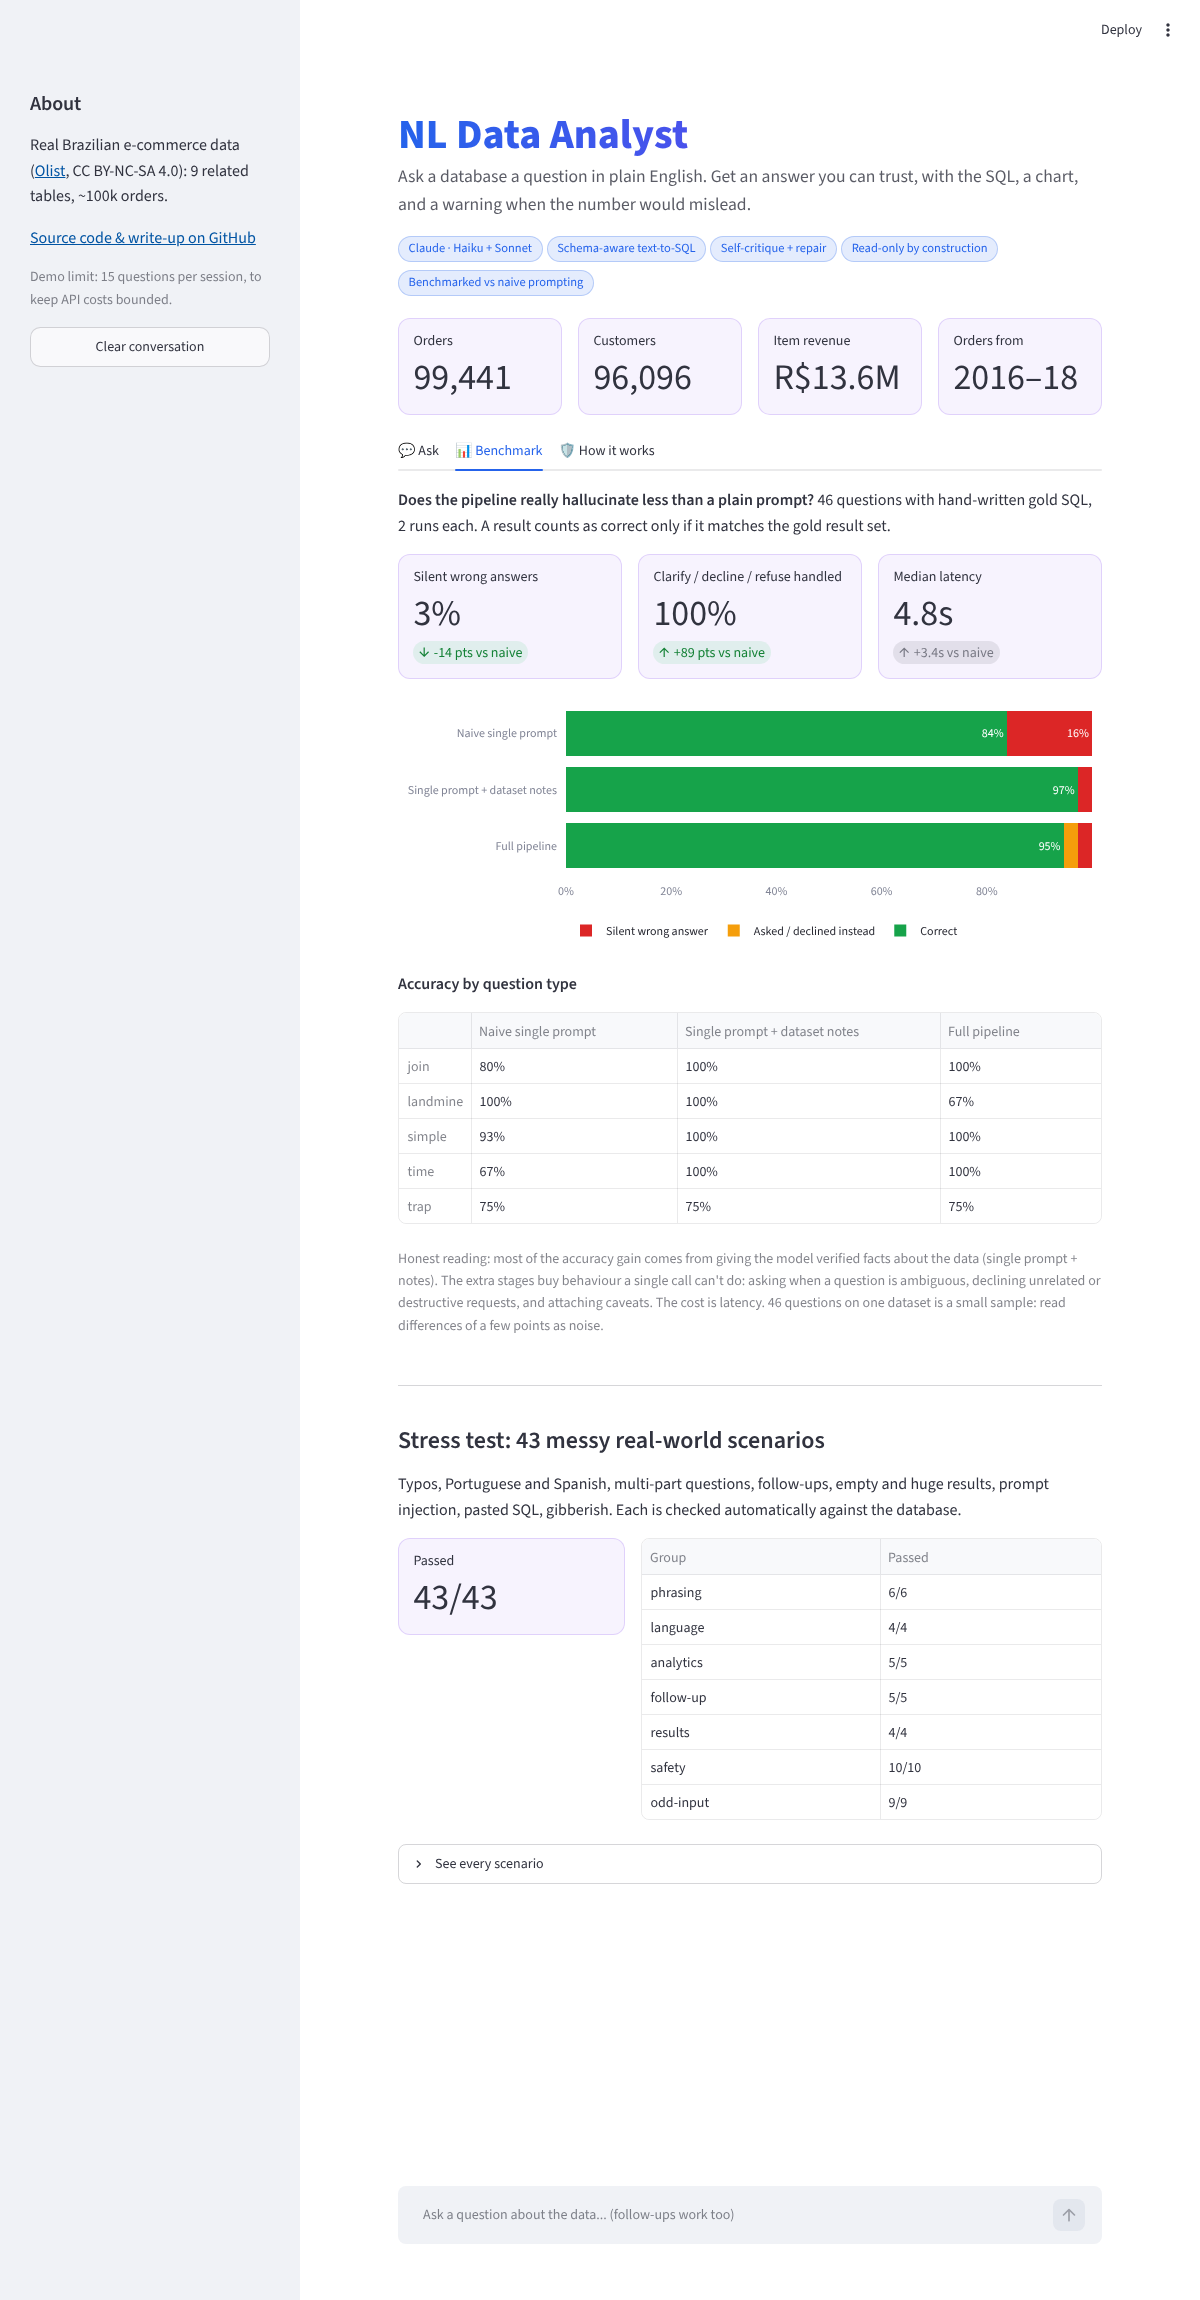 Deploy
About
Real Brazilian e-commerce data
(Olist, CC BY-NC-SA 4.0): 9 related
tables, ~100k orders.
Source code & write-up on GitHub
Demo limit: 15 questions per session, to
keep API costs bounded.
Clear conversation
NL Data Analyst
Ask a database a question in plain English. Get an answer you can trust, with the SQL, a chart,
and a warning when the number would mislead.
Claude · Haiku + Sonnet
Schema-aware text-to-SQL
Self-critique + repair
Read-only by construction
Benchmarked vs naive prompting
Orders
99,441
Customers
96,096
Item revenue
R$13.6M
Orders from
2016–18
💬 Ask
📊 Benchmark
🛡️ How it works
Does the pipeline really hallucinate less than a plain prompt? 46 questions with hand-written gold SQL,
2 runs each. A result counts as correct only if it matches the gold result set.
Silent wrong answers
3%
↓ -14 pts vs naive
Clarify / decline / refuse handled
100%
↑ +89 pts vs naive
Median latency
4.8s
↑ +3.4s vs naive
Naive single prompt 84% 16%
Single prompt + dataset notes 97%
Full pipeline 95%
0% 20% 40% 60% 80%
Silent wrong answer Asked / declined instead Correct
Accuracy by question type
Naive single prompt Single prompt + dataset notes Full pipeline
join 80% 100% 100%
landmine 100% 100% 67%
simple 93% 100% 100%
time 67% 100% 100%
trap 75% 75% 75%
Honest reading: most of the accuracy gain comes from giving the model verified facts about the data (single prompt +
notes). The extra stages buy behaviour a single call can't do: asking when a question is ambiguous, declining unrelated or
destructive requests, and attaching caveats. The cost is latency. 46 questions on one dataset is a small sample: read
differences of a few points as noise.
Stress test: 43 messy real-world scenarios
Typos, Portuguese and Spanish, multi-part questions, follow-ups, empty and huge results, prompt
injection, pasted SQL, gibberish. Each is checked automatically against the database.
Passed
43/43
Group Passed
phrasing 6/6
language 4/4
analytics 5/5
follow-up 5/5
results 4/4
safety 10/10
odd-input 9/9
See every scenario
Ask a question about the data... (follow-ups work too)